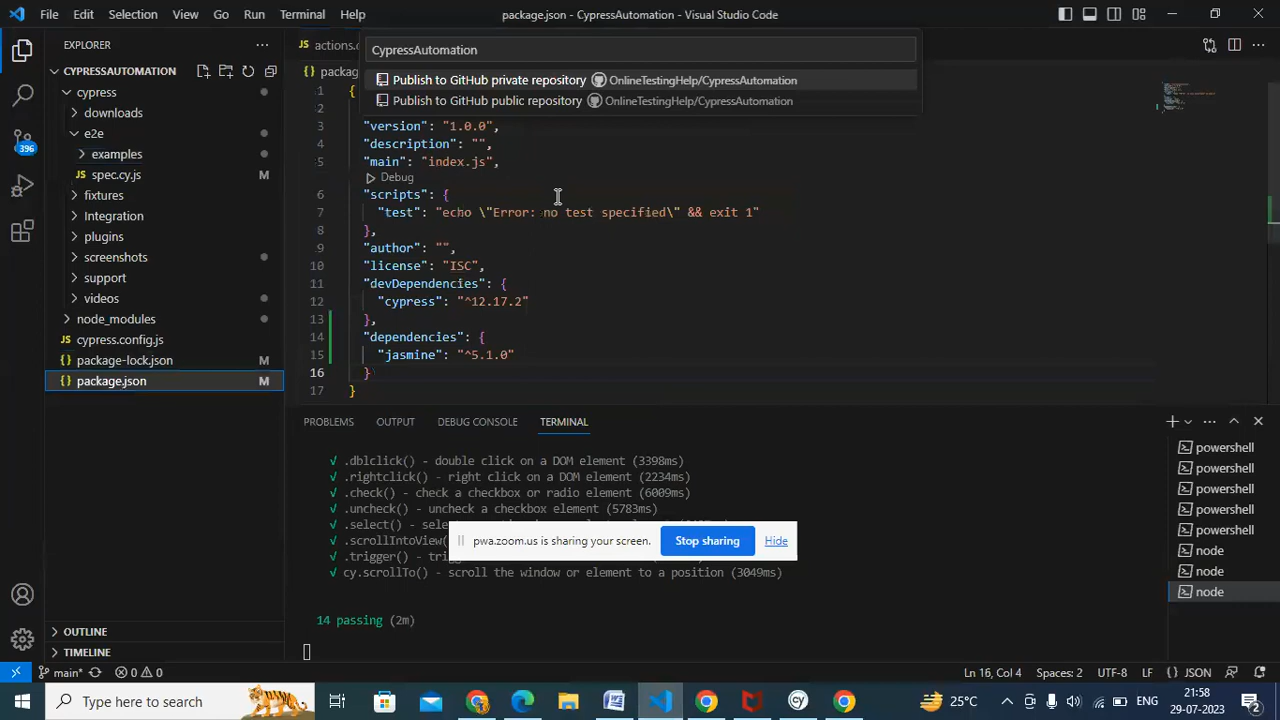 File Edit Selection View Go Run Terminal Help
package.json - CypressAutomation - Visual Studio Code
EXPLORER
CYPRESSAUTOMATION
cypress
downloads
e2e
examples
spec.cy.js M
fixtures
integration
plugins
screenshots
support
videos
node_modules
cypress.config.js
package-lock.json M
package.json M
OUTLINE
TIMELINE
396
actions.c
packag
CypressAutomation
Publish to GitHub private repository OnlineTestingHelp/CypressAutomation
Publish to GitHub public repository OnlineTestingHelp/CypressAutomation
1 {
2
3 "version": "1.0.0",
4 "description": "",
5 "main": "index.js",
Debug
6 "scripts": {
7 "test": "echo \"Error: no test specified\" && exit 1"
8 },
9 "author": "",
10 "license": "ISC",
11 "devDependencies": {
12 "cypress": "^12.17.2"
13 },
14 "dependencies": {
15 "jasmine": "^5.1.0"
16 }
17 }
PROBLEMS OUTPUT DEBUG CONSOLE TERMINAL
√ .dblclick() - double click on a DOM element (3398ms)
√ .rightclick() - right click on a DOM element (2234ms)
√ .check() - check a checkbox or radio element (6009ms)
√ .uncheck() - uncheck a checkbox element (5783ms)
√ .select() - sele
√ .scrollIntoView(
√ .trigger() - trig
√ cy.scrollTo() - scroll the window or element to a position (3049ms)
14 passing (2m)
pwa.zoom.us is sharing your screen. Stop sharing Hide
powershell
powershell
powershell
powershell
powershell
node
node
node
main* 0 0
Ln 16, Col 4 Spaces: 2 UTF-8 LF {} JSON
Type here to search
25°C
ENG
21:58
29-07-2023
2